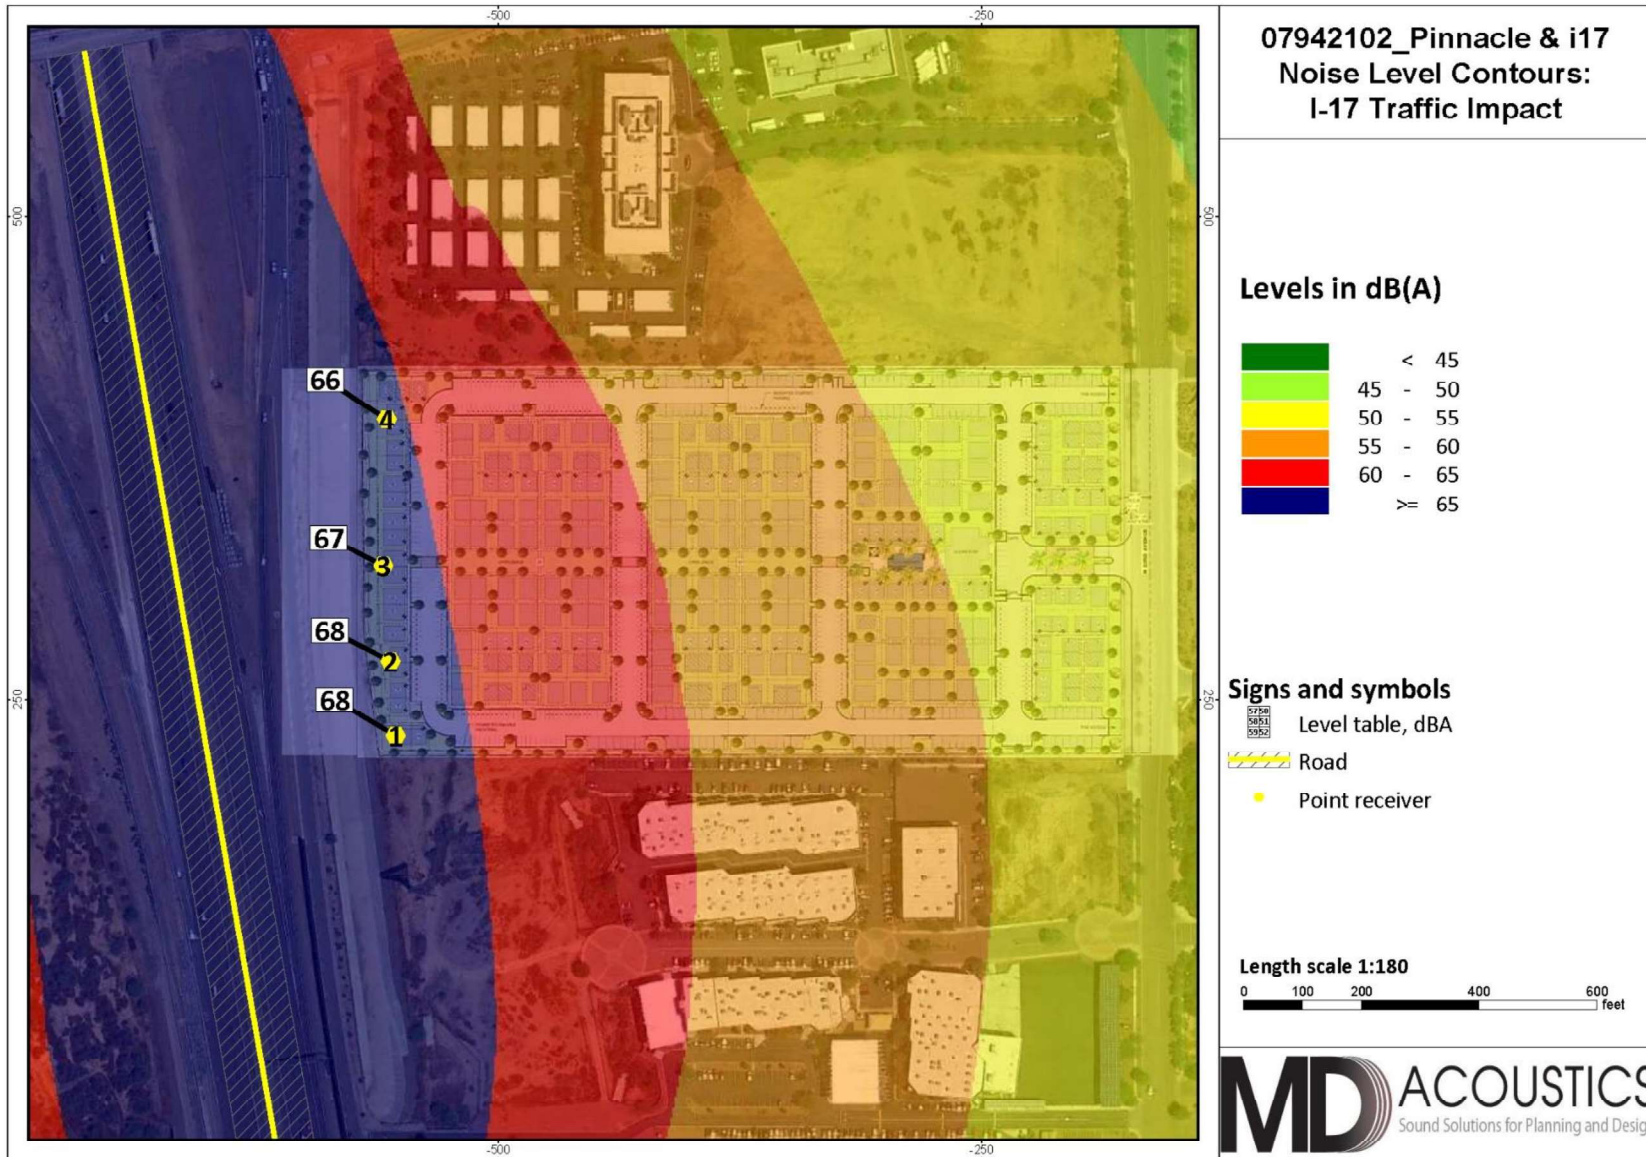 07942102_Pinnacle & i17
Noise Level Contours:
I-17 Traffic Impact
-500
-250
500
500
66
4
67
3
68
2
68
1
250
250
-500
-250
Levels in dB(A)
< 45
45 - 50
50 - 55
55 - 60
60 - 65
>= 65
Signs and symbols
5750
5851
5952
Level table, dBA
Road
Point receiver
Length scale 1:180
0 100 200 400 600
feet
MD ACOUSTICS
Sound Solutions for Planning and Desig